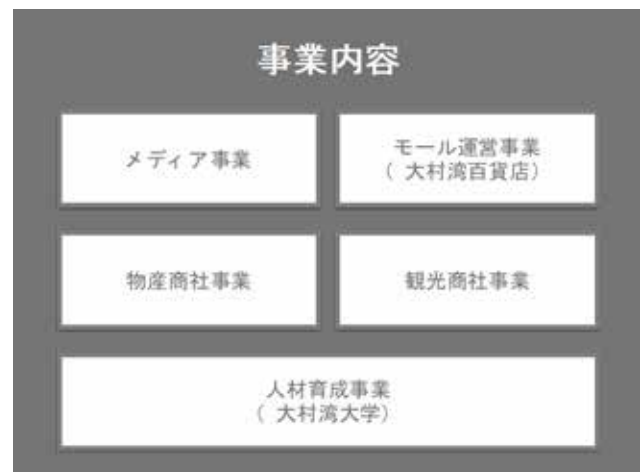 事業内容
メディア事業
モール運営事業
（ 大村湾百貨店）
物産商社事業
観光商社事業
人材育成事業
（ 大村湾大学）